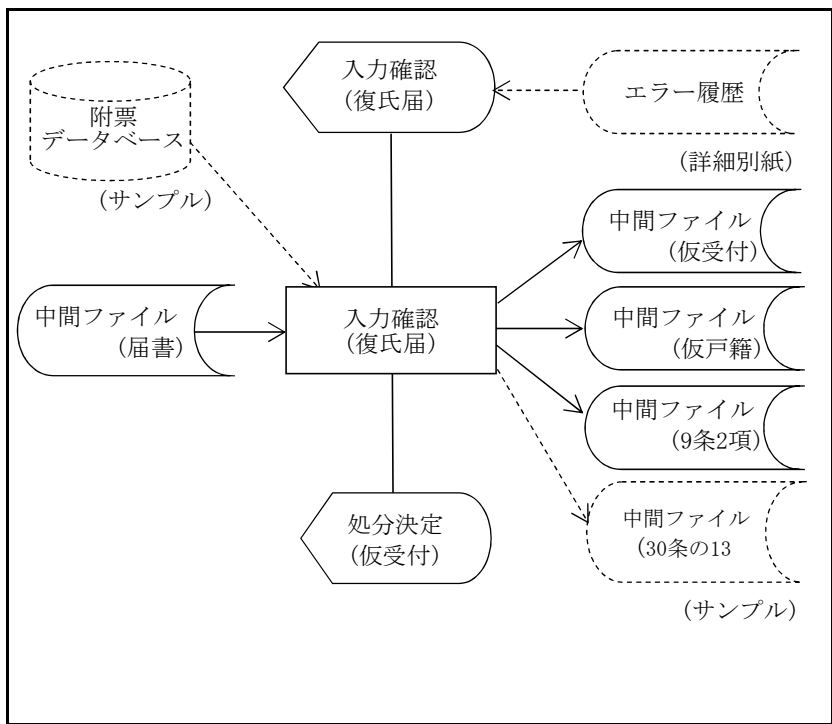 入力確認
(復氏届)
エラー履歴
(詳細別紙)
附票
データベース
(サンプル)
中間ファイル
(仮受付)
中間ファイル
(届書)
入力確認
(復氏届)
中間ファイル
(仮戸籍)
中間ファイル
(9条2項)
処分決定
(仮受付)
中間ファイル
(30条の13
(サンプル)